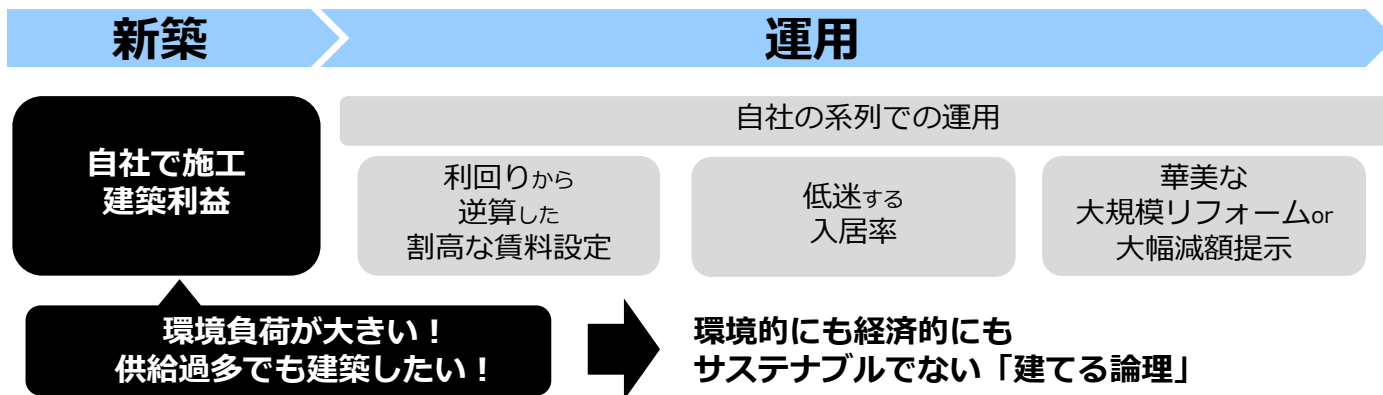 新築
運用
自社で施工
建築利益
自社の系列での運用
利回りから
逆算した
割高な賃料設定
低迷する
入居率
華美な
大規模リフォームor
大幅減額提示
環境負荷が大きい！
供給過多でも建築したい！
環境的にも経済的にも
サステナブルでない「建てる論理」